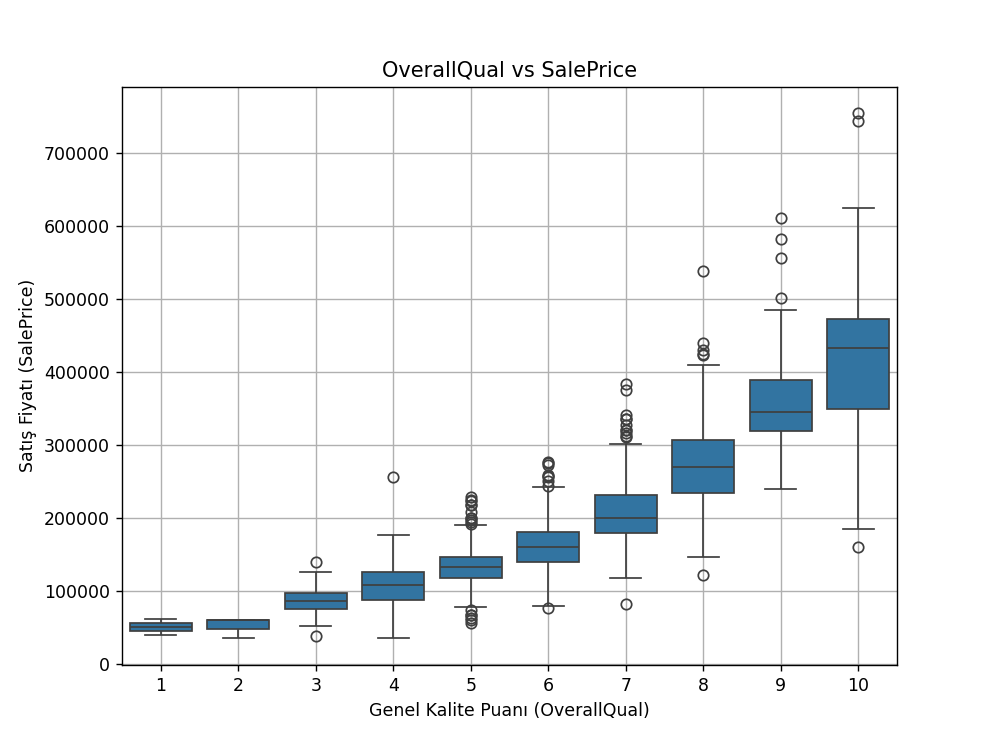 OverallQual vs SalePrice
700000
600000
500000
400000
300000
200000
100000
0
Satış Fiyatı (SalePrice)
1 2 3 4 5 6 7 8 9 10
Genel Kalite Puanı (OverallQual)